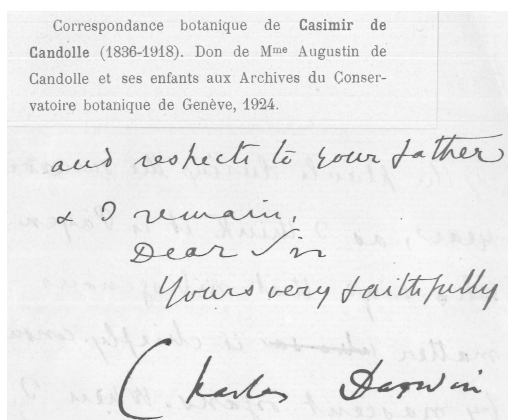 Correspondance botanique de Casimir de
Candolle (1836-1918). Don de Mme Augustin de
Candolle et ses enfants aux Archives du Conser-
vatoire botanique de Genève, 1924.
and respects to your father
& I remain,
Dear Sir
Yours very faithfully
Charles Darwin